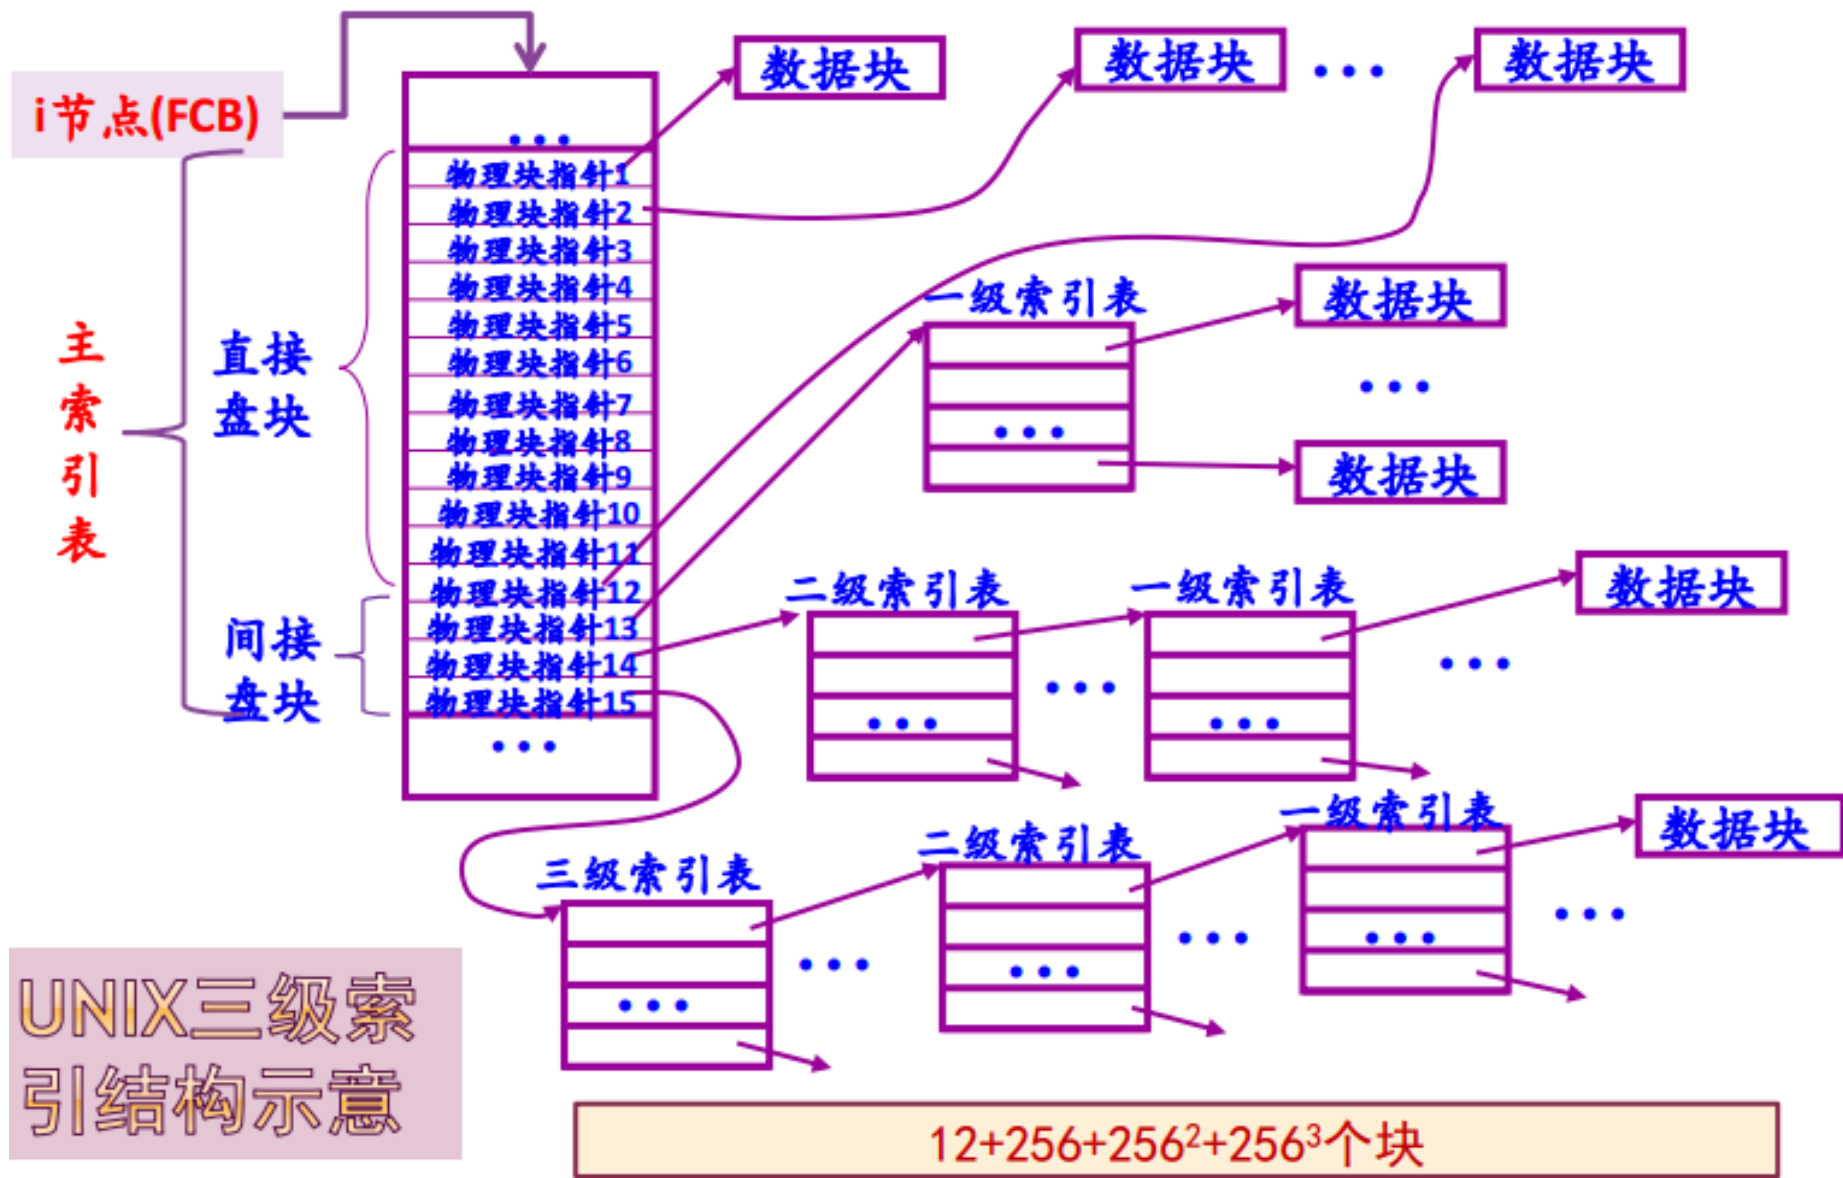 i节点(FCB)
主索引表
直接
盘块
间接
盘块
...
物理块指针1
物理块指针2
物理块指针3
物理块指针4
物理块指针5
物理块指针6
物理块指针7
物理块指针8
物理块指针9
物理块指针10
物理块指针11
物理块指针12
物理块指针13
物理块指针14
物理块指针15
...
数据块
数据块
...
数据块
一级索引表
...
数据块
...
数据块
二级索引表
...
...
一级索引表
...
数据块
...
三级索引表
...
...
二级索引表
...
...
一级索引表
...
数据块
...
UNIX三级索
引结构示意
12+256+256²+256³个块